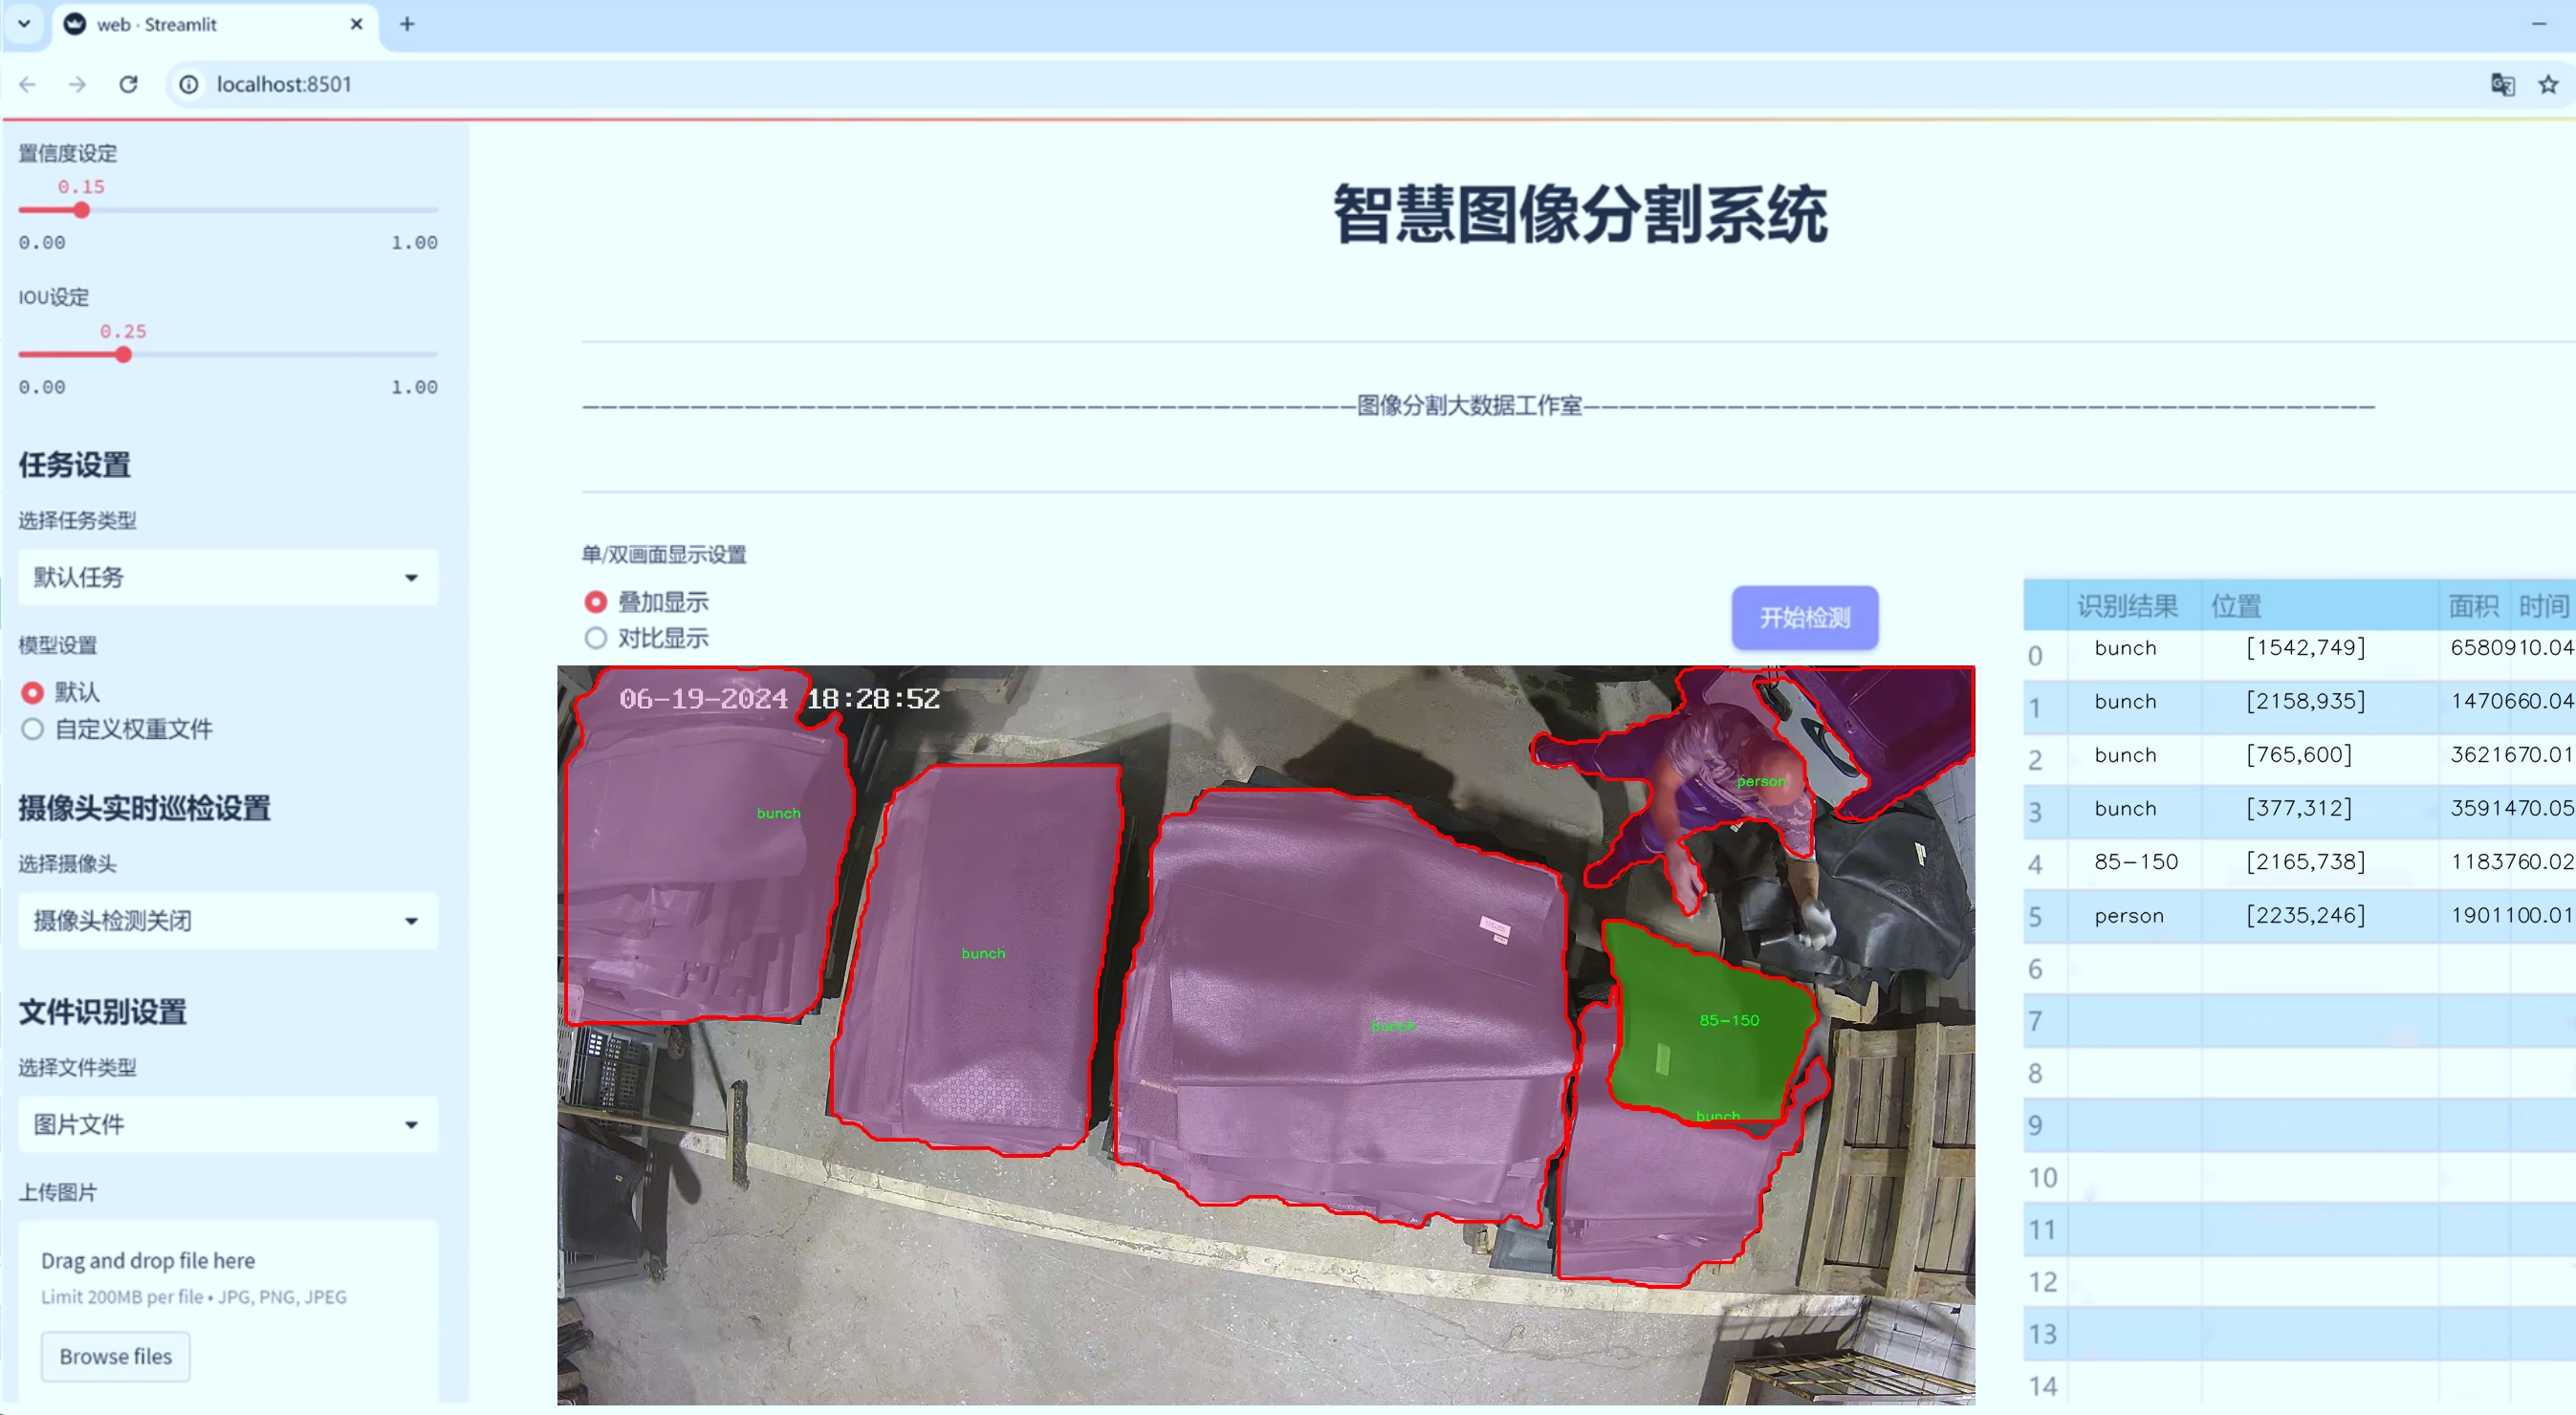 web · Streamlit
localhost:8501
置信度设定
0.15
0.00 1.00
IOU设定
0.25
0.00 1.00
任务设置
选择任务类型
默认任务
模型设置
默认
自定义权重文件
摄像头实时巡检设置
选择摄像头
摄像头检测关闭
文件识别设置
选择文件类型
图片文件
上传图片
Drag and drop file here
Limit 200MB per file • JPG, PNG, JPEG
Browse files
智慧图像分割系统
图像分割大数据工作室
单/双画面显示设置
叠加显示
对比显示
开始检测
06-19-2024 18:28:52
person
bunch
bunch
85-150
bunch
bunch
识别结果 位置 面积 时间
0 bunch [1542,749] 6580910.04
1 bunch [2158,935] 1470660.04
2 bunch [765,600] 3621670.01
3 bunch [377,312] 3591470.05
4 85-150 [2165,738] 1183760.02
5 person [2235,246] 1901100.01
6
7
8
9
10
11
12
13
14